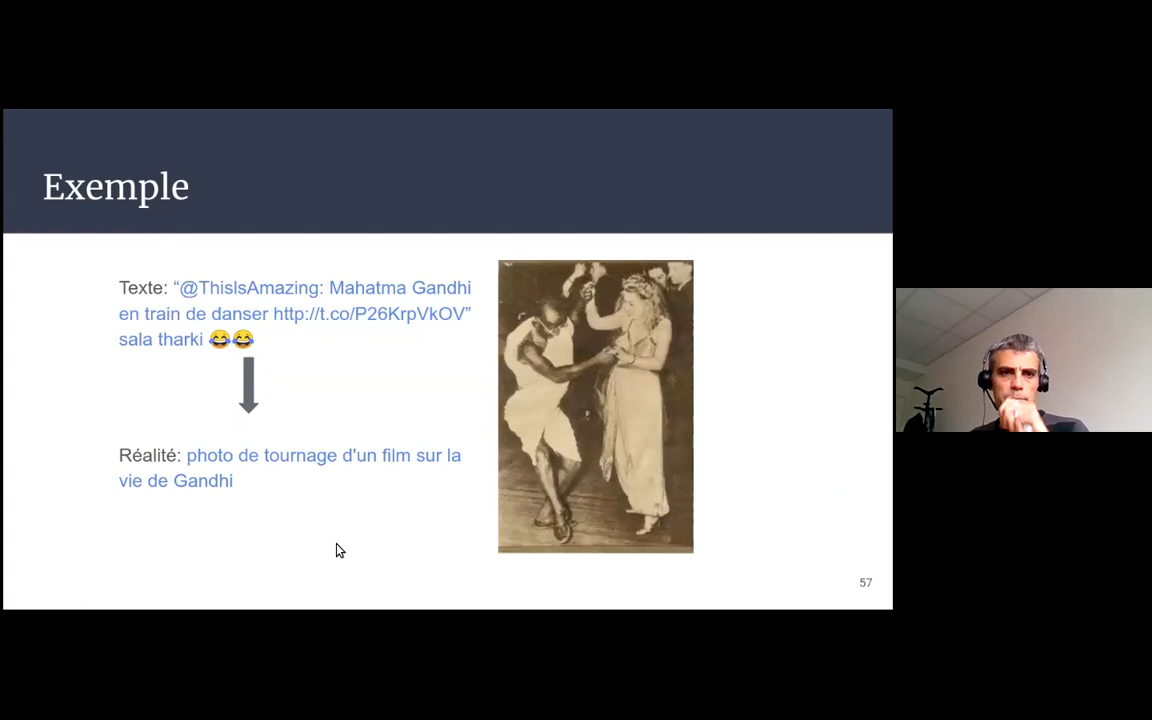 Exemple
Texte: “@ThisIsAmazing: Mahatma Gandhi
en train de danser http://t.co/P26KrpVkOV”
sala tharki 😂😂
Réalité: photo de tournage d'un film sur la
vie de Gandhi
57